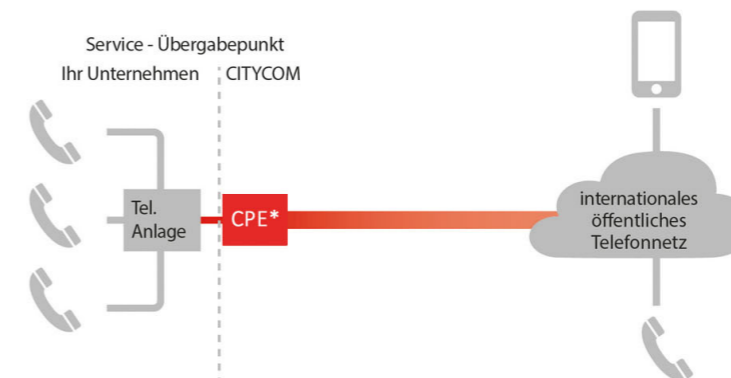 Service - Übergabepunkt
Ihr Unternehmen
CITYCOM
Tel.
Anlage
CPE*
internationales
öffentliches
Telefonnetz